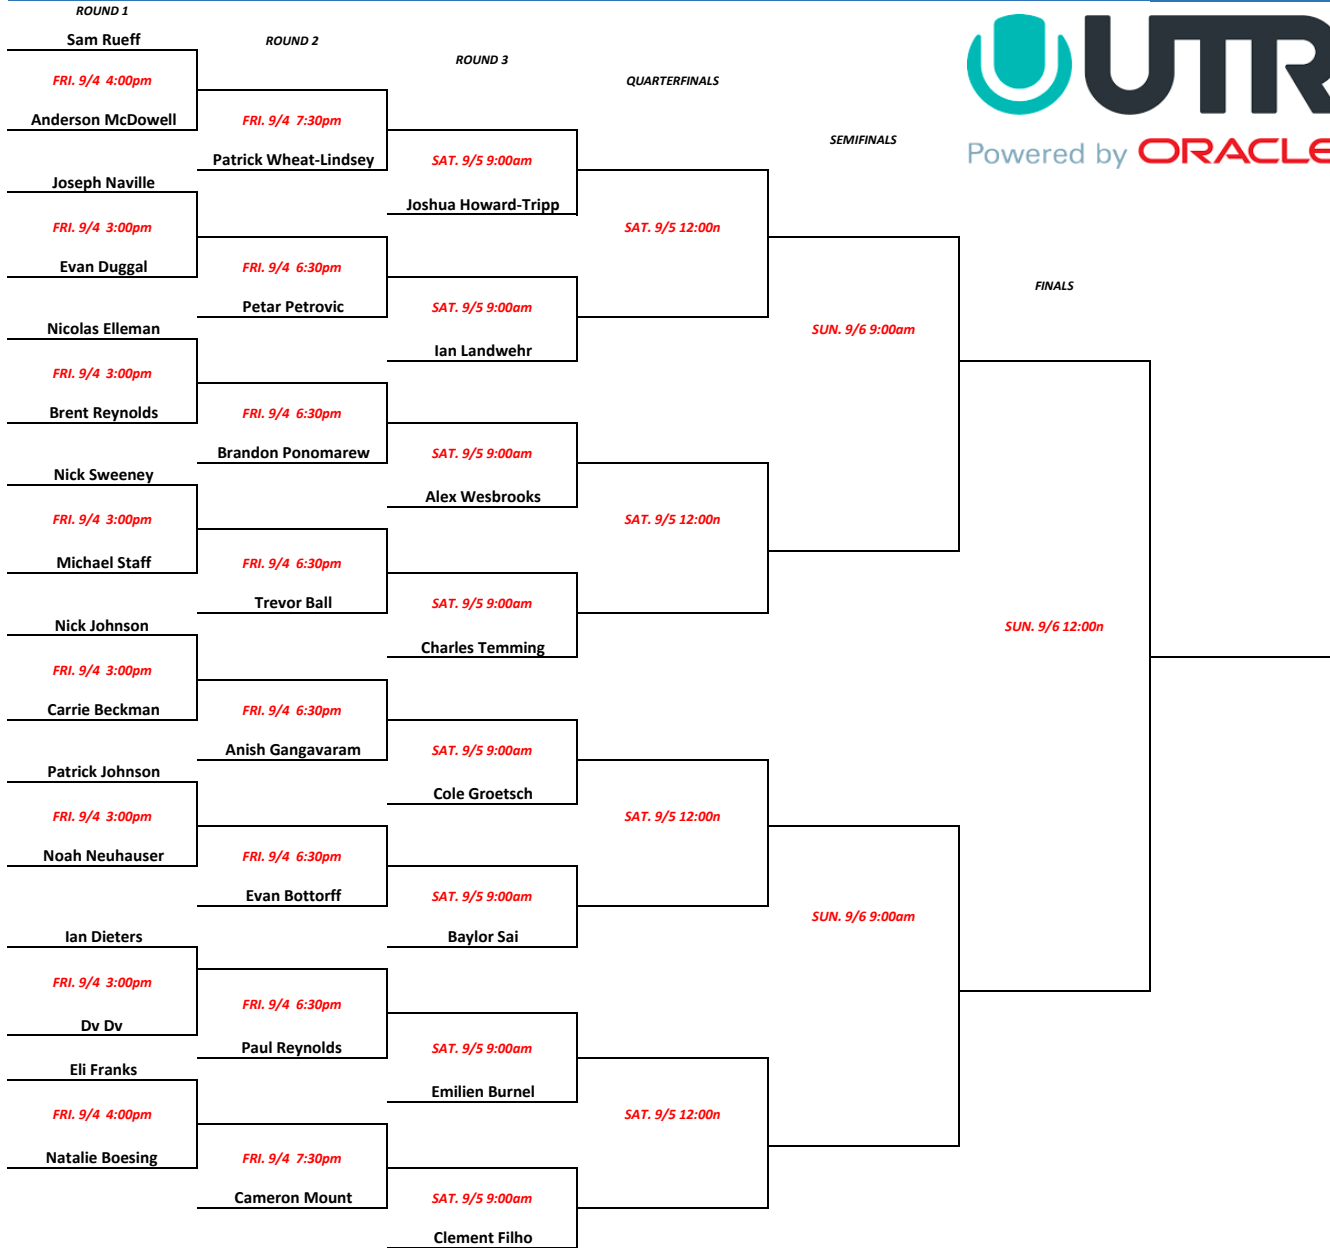 ROUND 1
Sam Rueff
FRI. 9/4 4:00pm
Anderson McDowell
Joseph Naville
FRI. 9/4 3:00pm
Evan Duggal
Nicolas Elleman
FRI. 9/4 3:00pm
Brent Reynolds
Nick Sweeney
FRI. 9/4 3:00pm
Michael Staff
Nick Johnson
FRI. 9/4 3:00pm
Carrie Beckman
Patrick Johnson
FRI. 9/4 3:00pm
Noah Neuhauser
Ian Dieters
FRI. 9/4 3:00pm
Dv Dv
Eli Franks
FRI. 9/4 4:00pm
Natalie Boesing
ROUND 2
FRI. 9/4 7:30pm
Patrick Wheat-Lindsey
FRI. 9/4 6:30pm
Petar Petrovic
FRI. 9/4 6:30pm
Brandon Ponomarew
FRI. 9/4 6:30pm
Trevor Ball
FRI. 9/4 6:30pm
Anish Gangavaram
FRI. 9/4 6:30pm
Evan Bottorff
FRI. 9/4 6:30pm
Paul Reynolds
FRI. 9/4 7:30pm
Cameron Mount
ROUND 3
SAT. 9/5 9:00am
Joshua Howard-Tripp
SAT. 9/5 9:00am
Ian Landwehr
SAT. 9/5 9:00am
Alex Wesbrooks
SAT. 9/5 9:00am
Charles Temming
SAT. 9/5 9:00am
Cole Groetsch
SAT. 9/5 9:00am
Baylor Sai
SAT. 9/5 9:00am
Emilien Burnel
SAT. 9/5 9:00am
Clement Filho
QUARTERFINALS
SAT. 9/5 12:00n
SAT. 9/5 12:00n
SAT. 9/5 12:00n
SAT. 9/5 12:00n
SEMIFINALS
SUN. 9/6 9:00am
SUN. 9/6 9:00am
FINALS
SUN. 9/6 12:00n
UTR
Powered by ORACLE